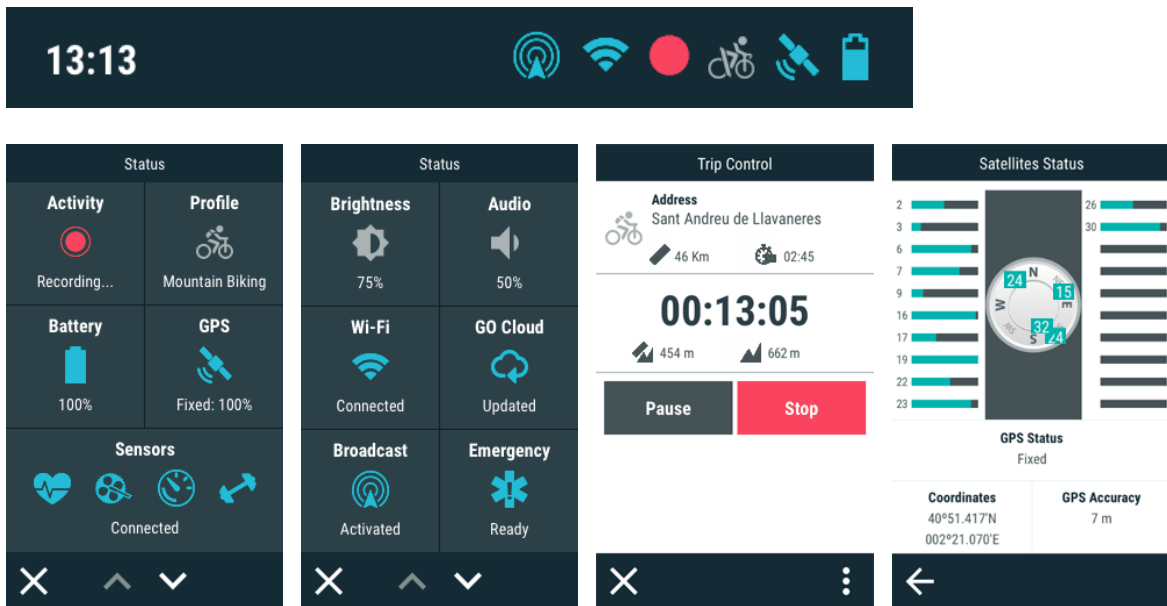 13:13
Status
Activity Profile
Recording... Mountain Biking
Battery GPS
100% Fixed: 100%
Sensors
Connected
Status
Brightness Audio
75% 50%
Wi-Fi GO Cloud
Connected Updated
Broadcast Emergency
Activated Ready
Trip Control
Address
Sant Andreu de Llavaneres
46 Km 02:45
00:13:05
454 m 662 m
Pause Stop
Satellites Status
2 26
3 30
6
7
9
16
17
19
22
23
N
24
15
E
W
32
S 24
SW
GPS Status
Fixed
Coordinates GPS Accuracy
40º51.417'N 7 m
002º21.070'E